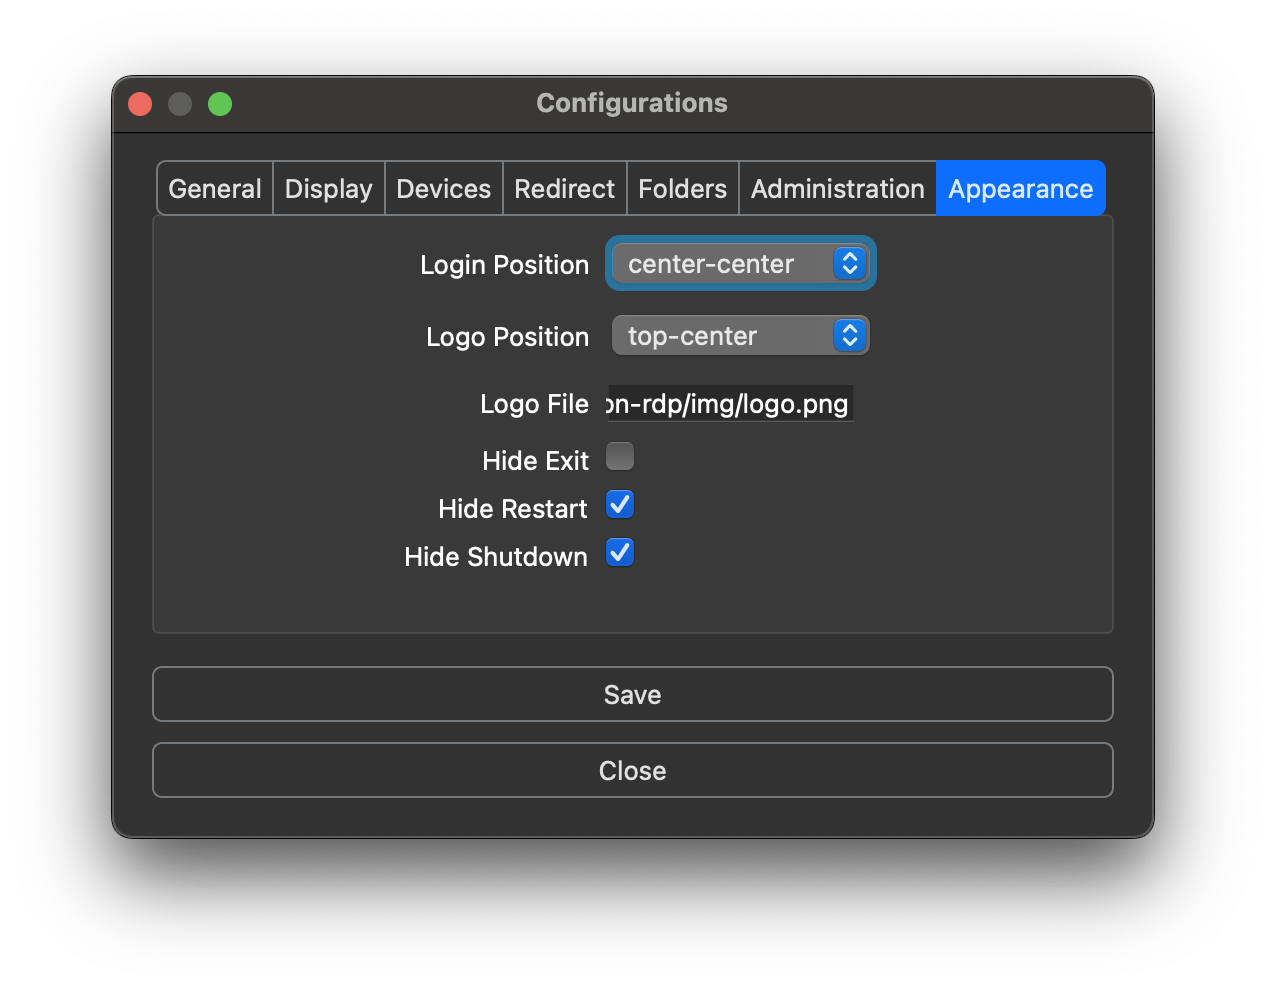 Configurations
General Display Devices Redirect Folders Administration Appearance
Login Position center-center
Logo Position top-center
Logo File on-rdp/img/logo.png
Hide Exit
Hide Restart
Hide Shutdown
Save
Close